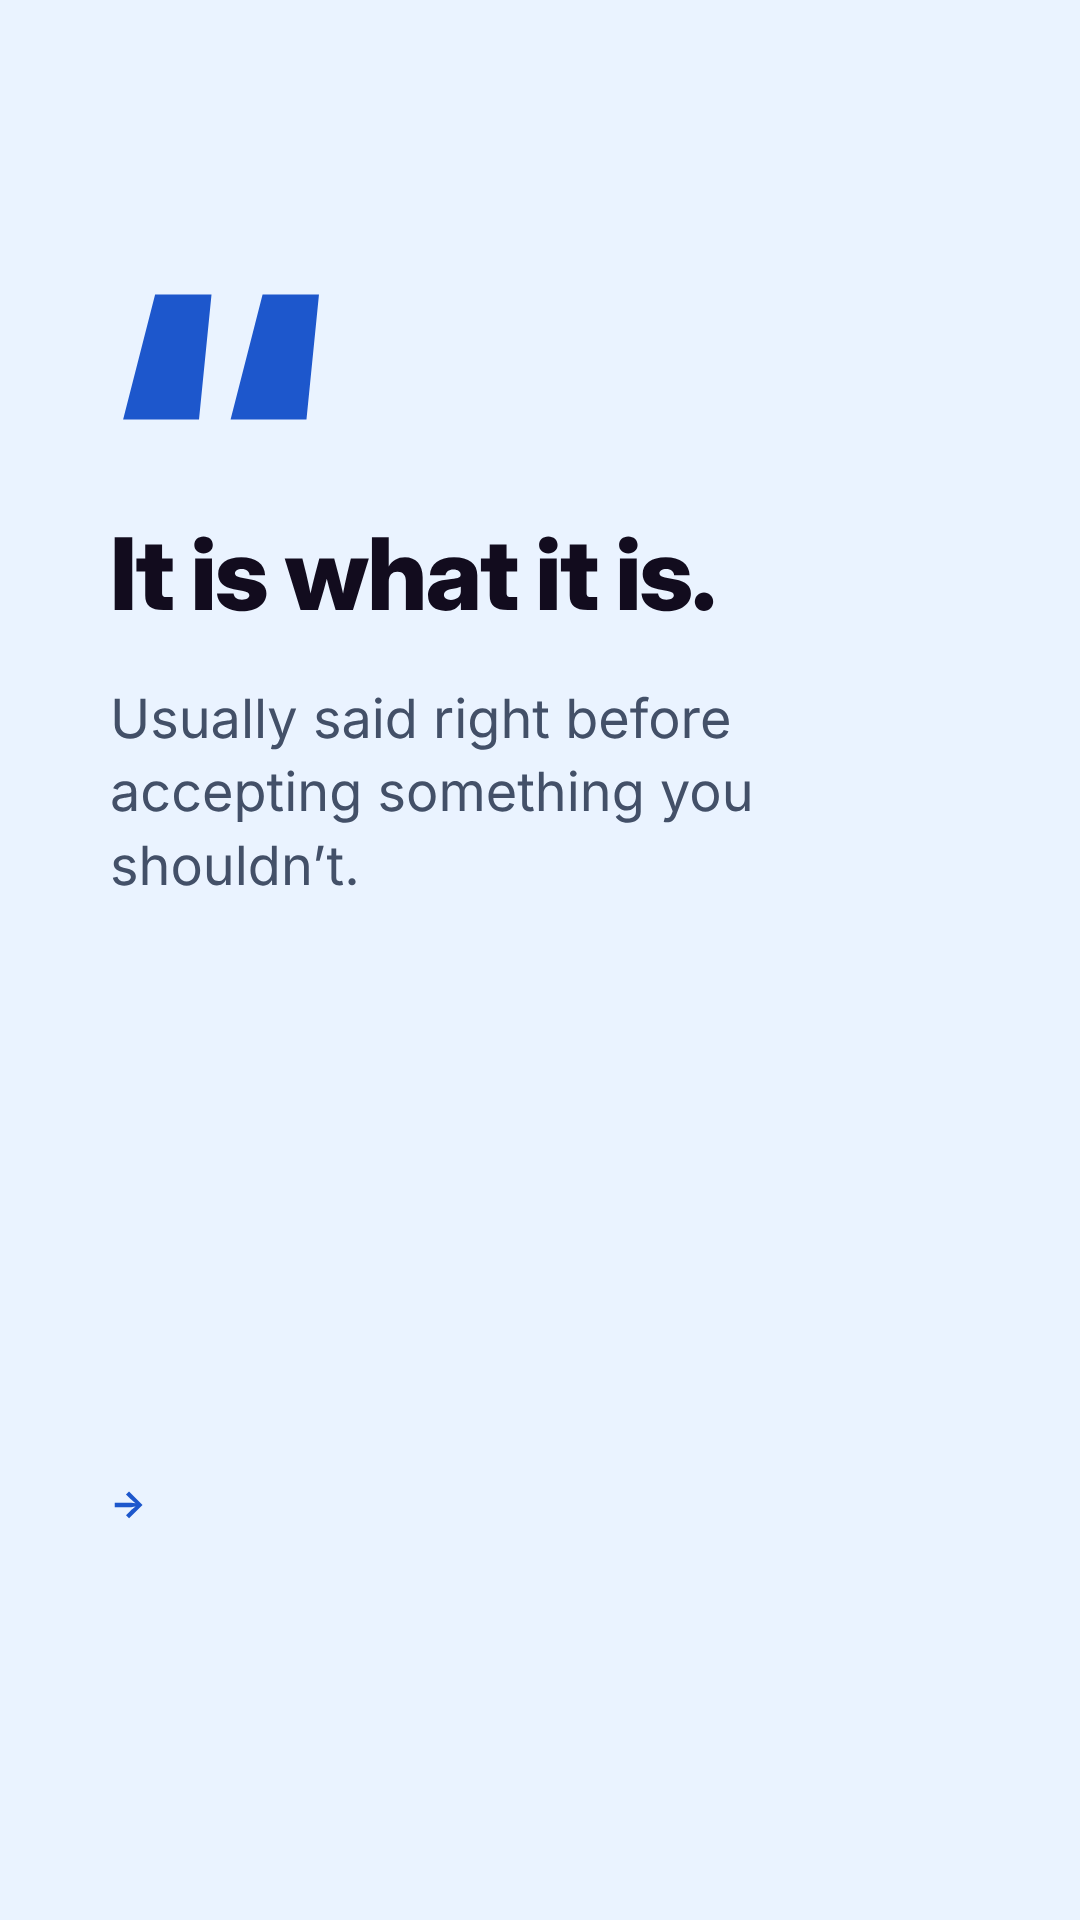 “
It is what it is.
Usually said right before
accepting something you
shouldn’t.
→